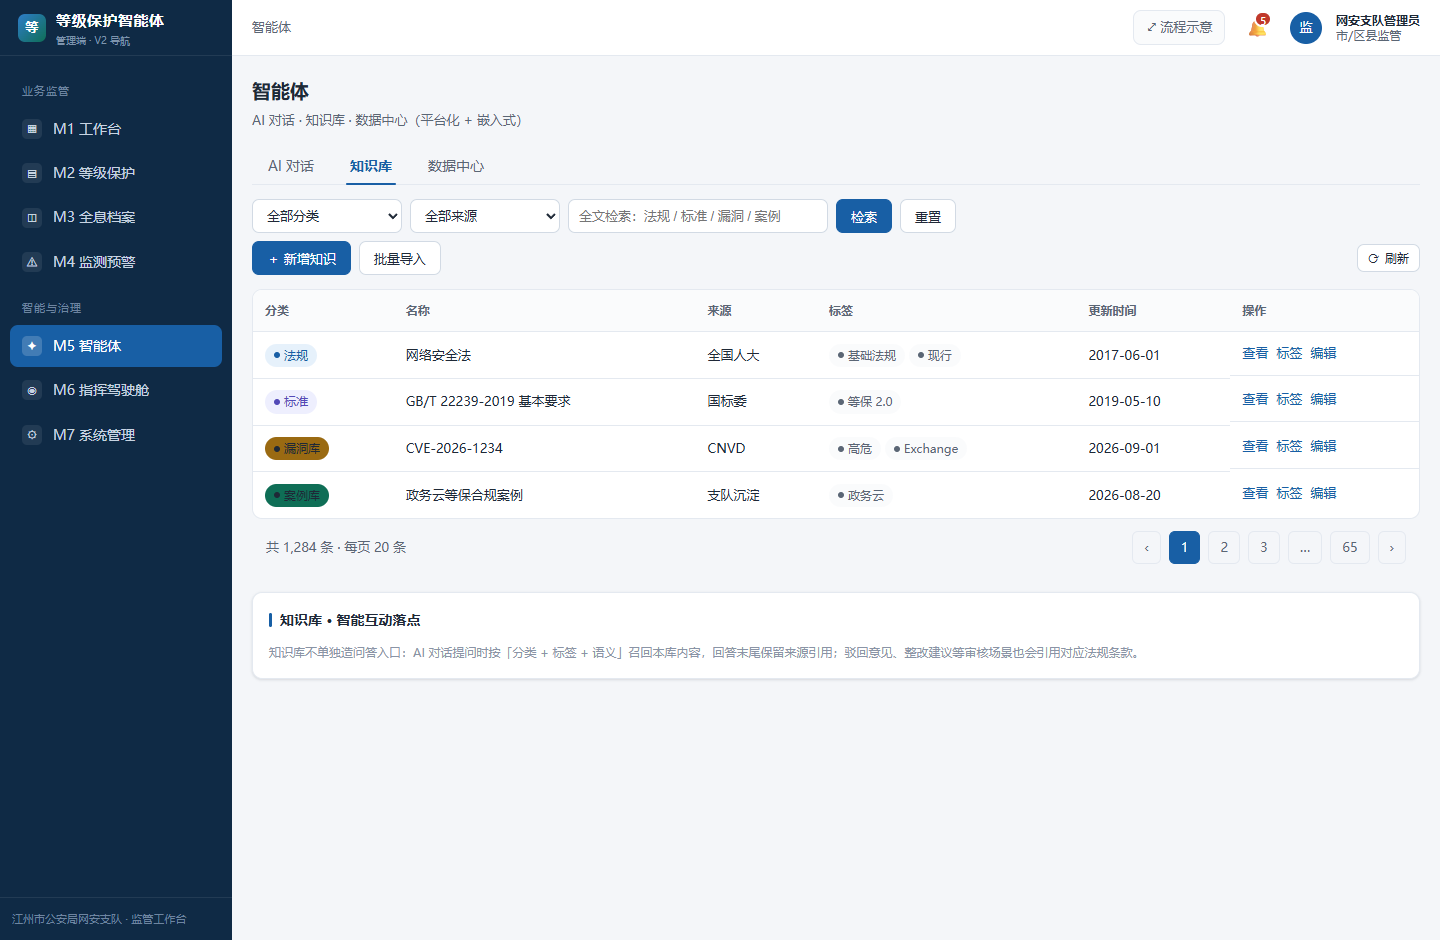 等
等级保护智能体
管理端 · V2 导航
业务监管
M1 工作台
M2 等级保护
M3 全息档案
M4 监测预警
智能与治理
M5 智能体
M6 指挥驾驶舱
M7 系统管理
江州市公安局网安支队 · 监管工作台
智能体
⤢ 流程示意
5
监
网安支队管理员
市/区县监管
智能体
AI 对话 · 知识库 · 数据中心（平台化 + 嵌入式）
AI 对话 知识库 数据中心
全部分类 全部来源 全文检索：法规 / 标准 / 漏洞 / 案例 检索 重置
+ 新增知识 批量导入 ⟳ 刷新
分类 名称 来源 标签 更新时间 操作
法规 网络安全法 全国人大 基础法规 现行 2017-06-01 查看 标签 编辑
标准 GB/T 22239-2019 基本要求 国标委 等保 2.0 2019-05-10 查看 标签 编辑
漏洞库 CVE-2026-1234 CNVD 高危 Exchange 2026-09-01 查看 标签 编辑
案例库 政务云等保合规案例 支队沉淀 政务云 2026-08-20 查看 标签 编辑
共 1,284 条 · 每页 20 条 ‹ 1 2 3 ... 65 ›
知识库 • 智能互动落点
知识库不单独造问答入口：AI 对话提问时按「分类 + 标签 + 语义」召回本库内容，回答末尾保留来源引用；驳回意见、整改建议等审核场景也会引用对应法规条款。